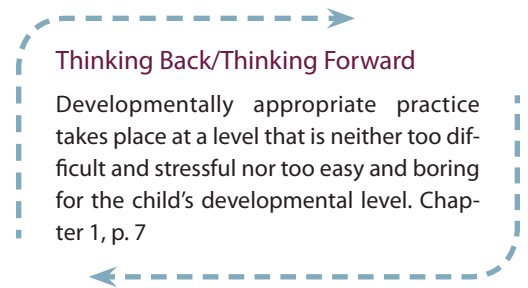 Thinking Back/Thinking Forward
Developmentally appropriate practice
takes place at a level that is neither too dif-
ficult and stressful nor too easy and boring
for the child’s developmental level. Chap-
ter 1, p. 7